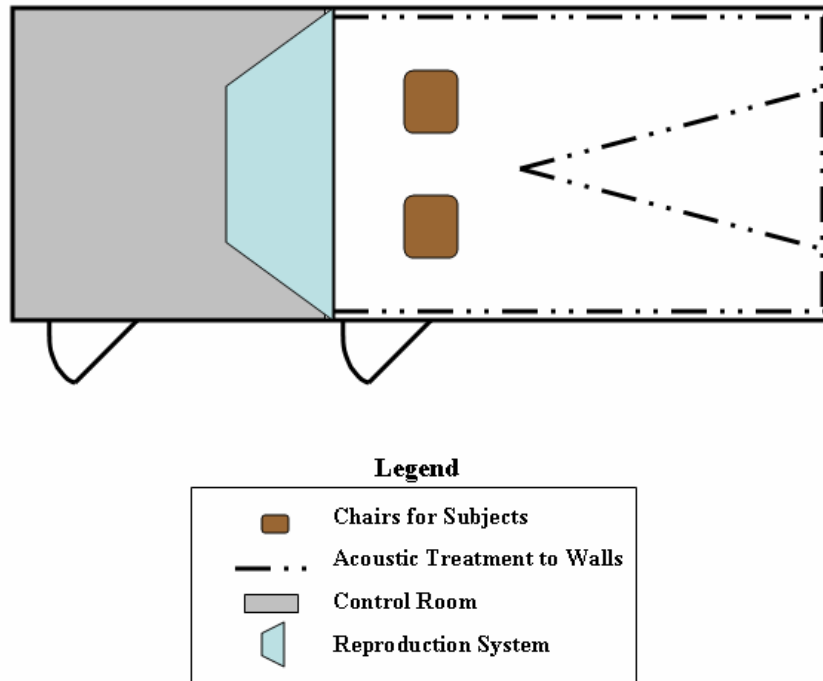 Legend
Chairs for Subjects
Acoustic Treatment to Walls
Control Room
Reproduction System